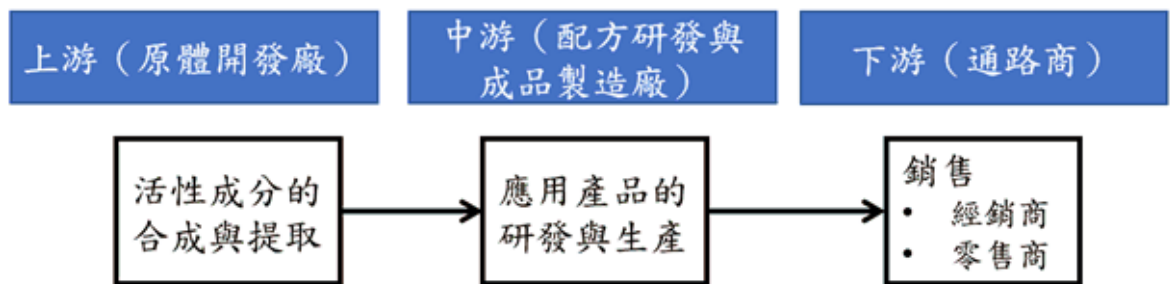 上游（原體開發廠）
中游（配方研發與
成品製造廠）
下游（通路商）
活性成分的
合成與提取
應用產品的
研發與生產
銷售
• 經銷商
• 零售商